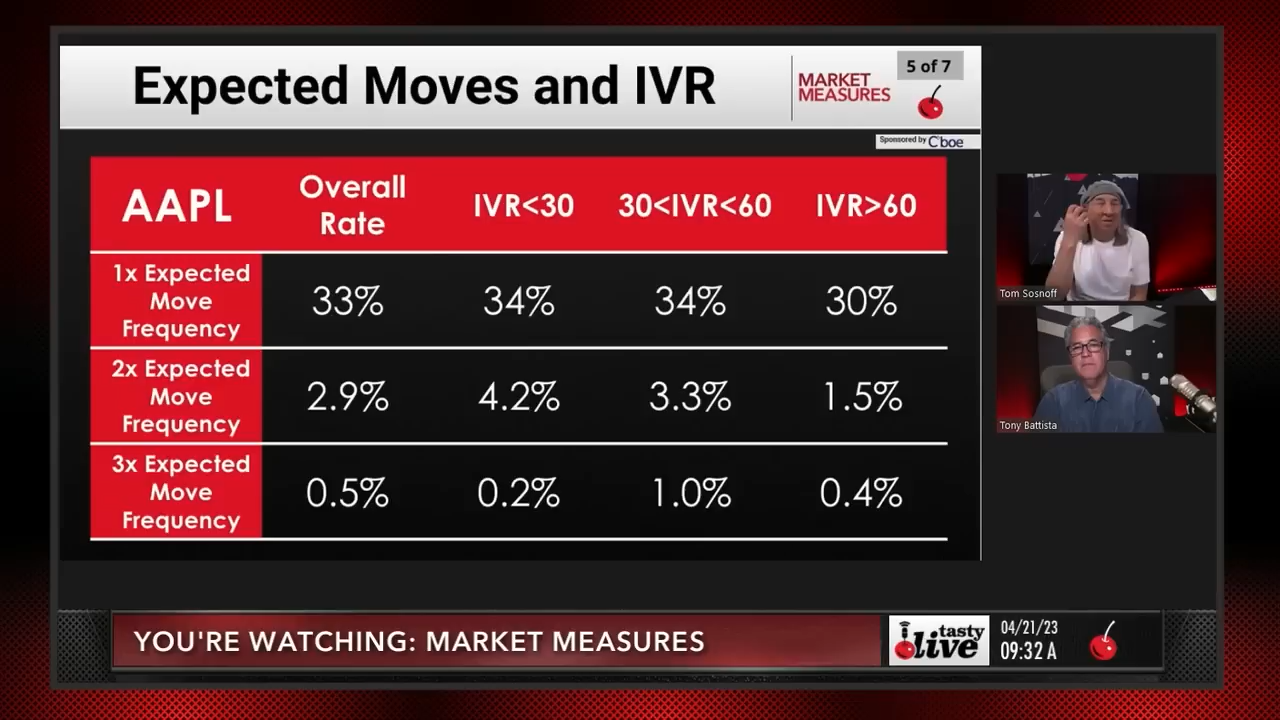 Expected Moves and IVR
MARKET
MEASURES
5 of 7
Sponsored by Cboe
AAPL
Overall
Rate
IVR<30
30<IVR<60
IVR>60
1x Expected
Move
Frequency
33%
34%
34%
30%
2x Expected
Move
Frequency
2.9%
4.2%
3.3%
1.5%
3x Expected
Move
Frequency
0.5%
0.2%
1.0%
0.4%
Tom Sosnoff
Tony Battista
YOU'RE WATCHING: MARKET MEASURES
tasty
live
04/21/23
09:32 A